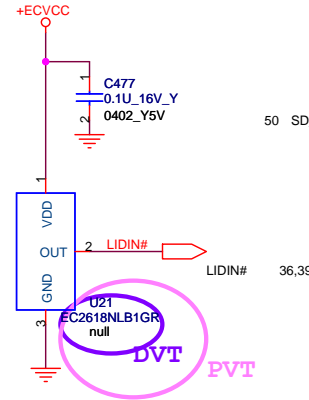 +ECVCC
1
C477
0.1U_16V_Y
2
0402_Y5V
50 SD
1
VDD
OUT
2
LIDIN#
LIDIN# 36,39
GND
3
U21
EC2618NLB1GR
null
DVT
PVT